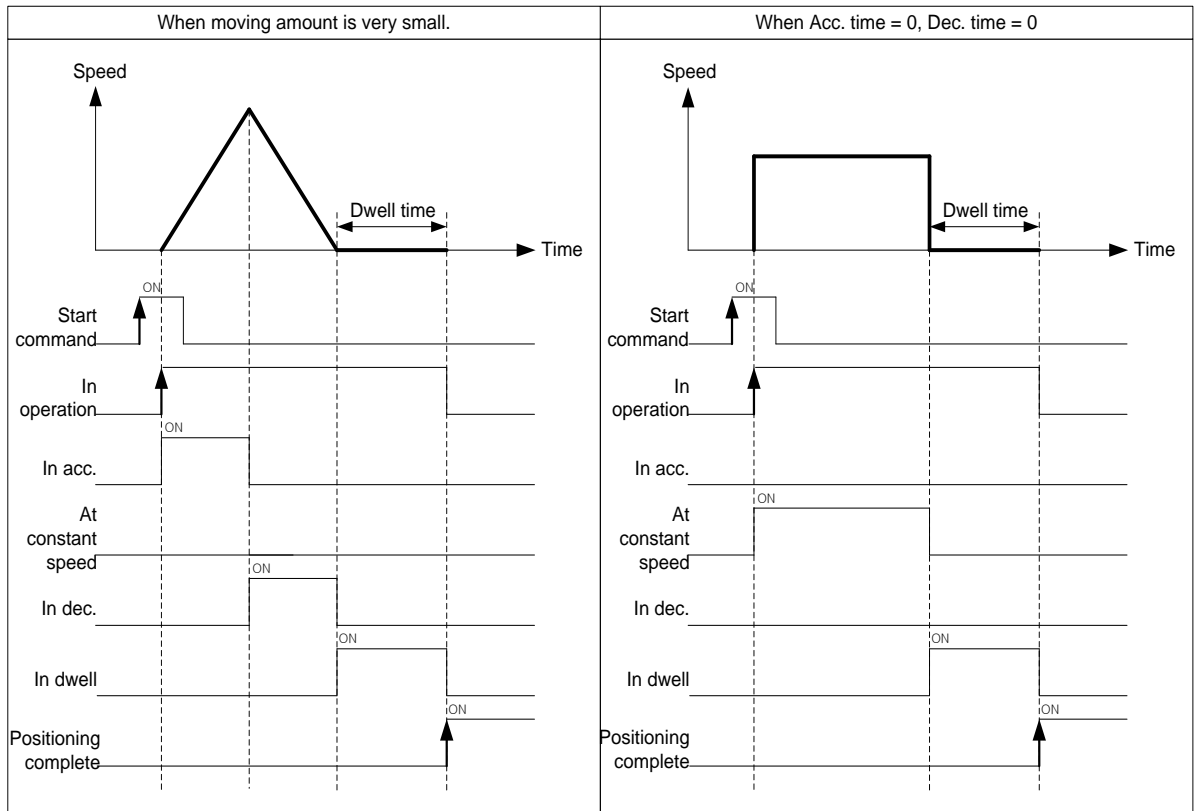 When moving amount is very small.
Speed
Dwell time
Time
ON
Start
command
In
operation
ON
In acc.
At
constant
speed
ON
In dec.
ON
In dwell
ON
Positioning
complete
When Acc. time = 0, Dec. time = 0
Speed
Dwell time
Time
ON
Start
command
In
operation
In acc.
ON
At
constant
speed
In dec.
ON
In dwell
ON
Positioning
complete